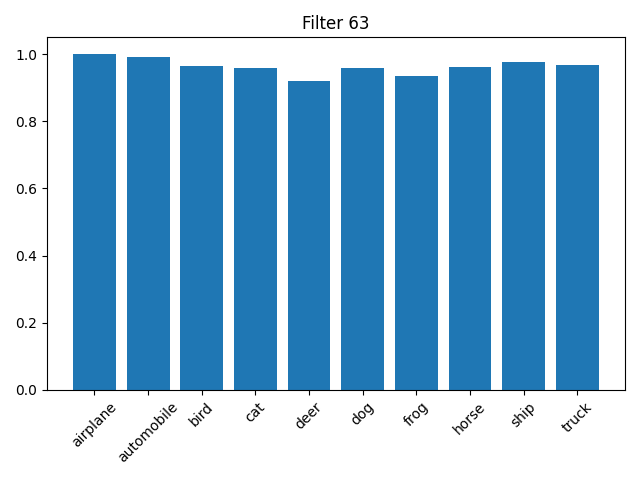 Filter 63
1.0
0.8
0.6
0.4
0.2
0.0
airplane
automobile
bird
cat
deer
dog
frog
horse
ship
truck